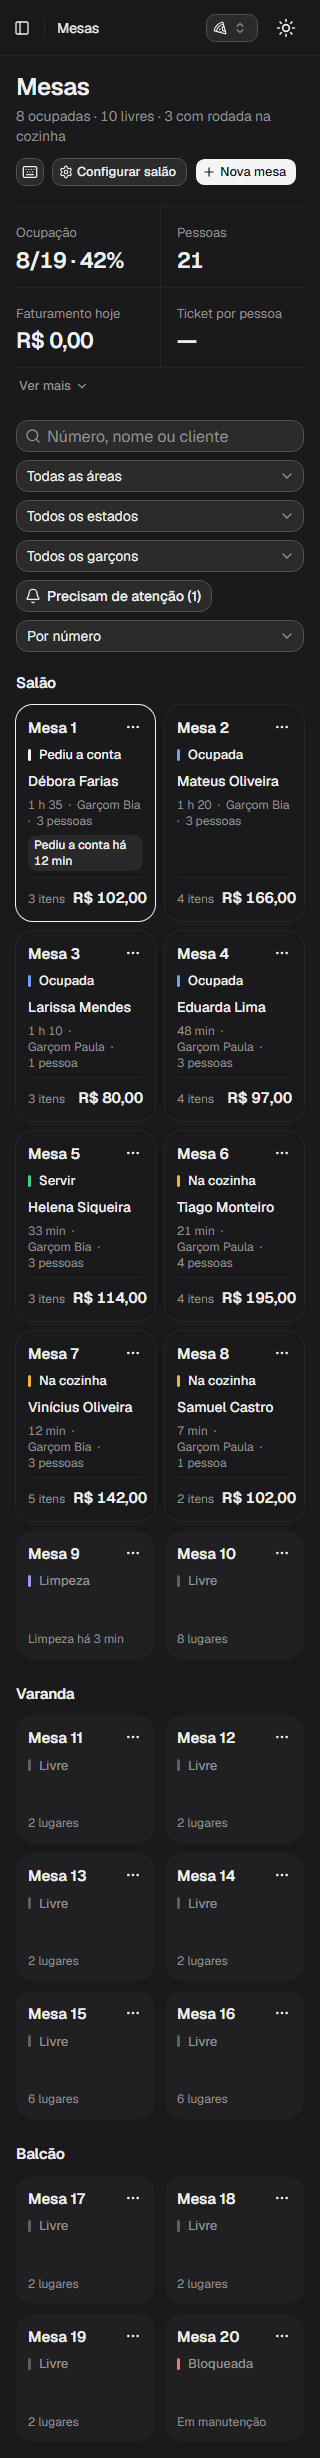 Mesas
Mesas
8 ocupadas · 10 livres · 3 com rodada na
cozinha
Configurar salão
Nova mesa
Ocupação
8/19 · 42%
Pessoas
21
Faturamento hoje
R$ 0,00
Ticket por pessoa
—
Ver mais
Número, nome ou cliente
Todas as áreas
Todos os estados
Todos os garçons
Precisam de atenção (1)
Por número
Salão
Mesa 1
Pediu a conta
Débora Farias
1 h 35 · Garçom Bia
· 3 pessoas
Pediu a conta há
12 min
3 itens R$ 102,00
Mesa 2
Ocupada
Mateus Oliveira
1 h 20 · Garçom Bia
· 3 pessoas
4 itens R$ 166,00
Mesa 3
Ocupada
Larissa Mendes
1 h 10 ·
Garçom Paula ·
1 pessoa
3 itens R$ 80,00
Mesa 4
Ocupada
Eduarda Lima
48 min ·
Garçom Paula ·
3 pessoas
4 itens R$ 97,00
Mesa 5
Servir
Helena Siqueira
33 min ·
Garçom Bia ·
3 pessoas
3 itens R$ 114,00
Mesa 6
Na cozinha
Tiago Monteiro
21 min ·
Garçom Paula ·
4 pessoas
4 itens R$ 195,00
Mesa 7
Na cozinha
Vinícius Oliveira
12 min ·
Garçom Bia ·
3 pessoas
5 itens R$ 142,00
Mesa 8
Na cozinha
Samuel Castro
7 min ·
Garçom Paula ·
1 pessoa
2 itens R$ 102,00
Mesa 9
Limpeza
Limpeza há 3 min
Mesa 10
Livre
8 lugares
Varanda
Mesa 11
Livre
2 lugares
Mesa 12
Livre
2 lugares
Mesa 13
Livre
2 lugares
Mesa 14
Livre
2 lugares
Mesa 15
Livre
6 lugares
Mesa 16
Livre
6 lugares
Balcão
Mesa 17
Livre
2 lugares
Mesa 18
Livre
2 lugares
Mesa 19
Livre
2 lugares
Mesa 20
Bloqueada
Em manutenção